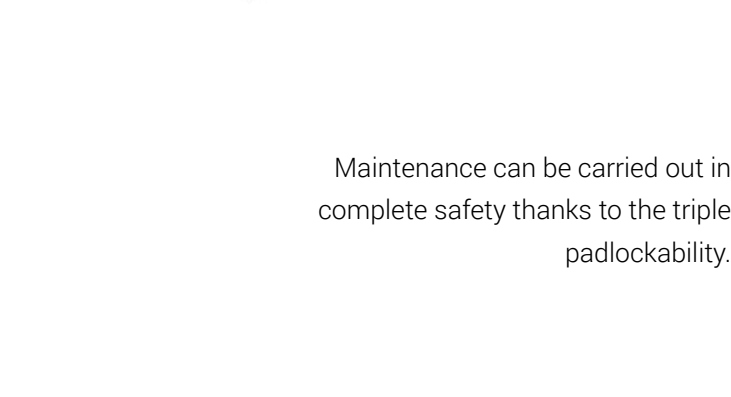 Maintenance can be carried out in
complete safety thanks to the triple
padlockability.